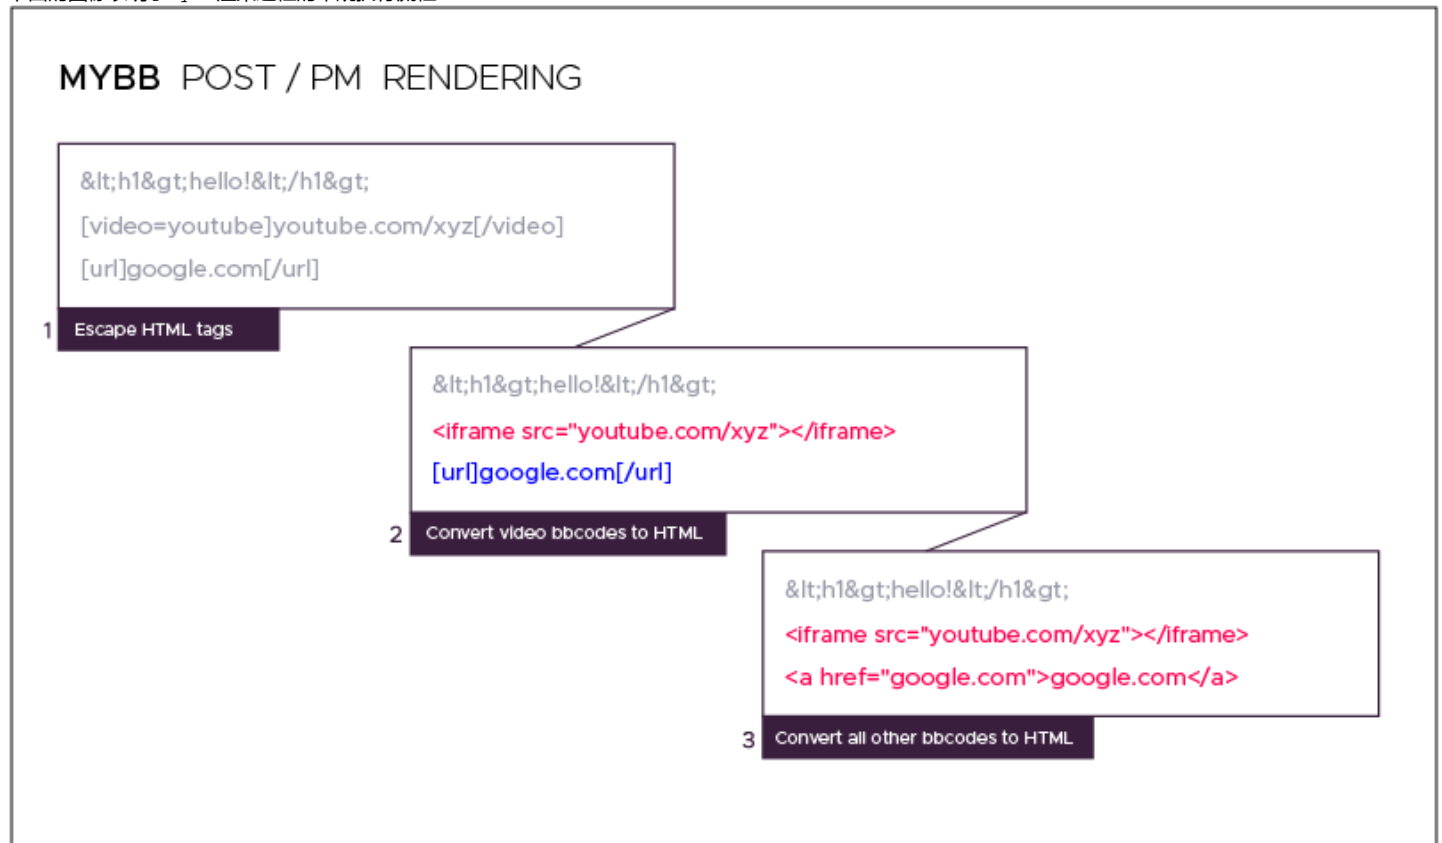 MYBB POST / PM RENDERING
&lt;h1&gt;hello!&lt;/h1&gt;
[video=youtube]youtube.com/xyz[/video]
[url]google.com[/url]
1 Escape HTML tags
&lt;h1&gt;hello!&lt;/h1&gt;
<iframe src="youtube.com/xyz"></iframe>
[url]google.com[/url]
2 Convert video bbcodes to HTML
&lt;h1&gt;hello!&lt;/h1&gt;
<iframe src="youtube.com/xyz"></iframe>
<a href="google.com">google.com</a>
3 Convert all other bbcodes to HTML